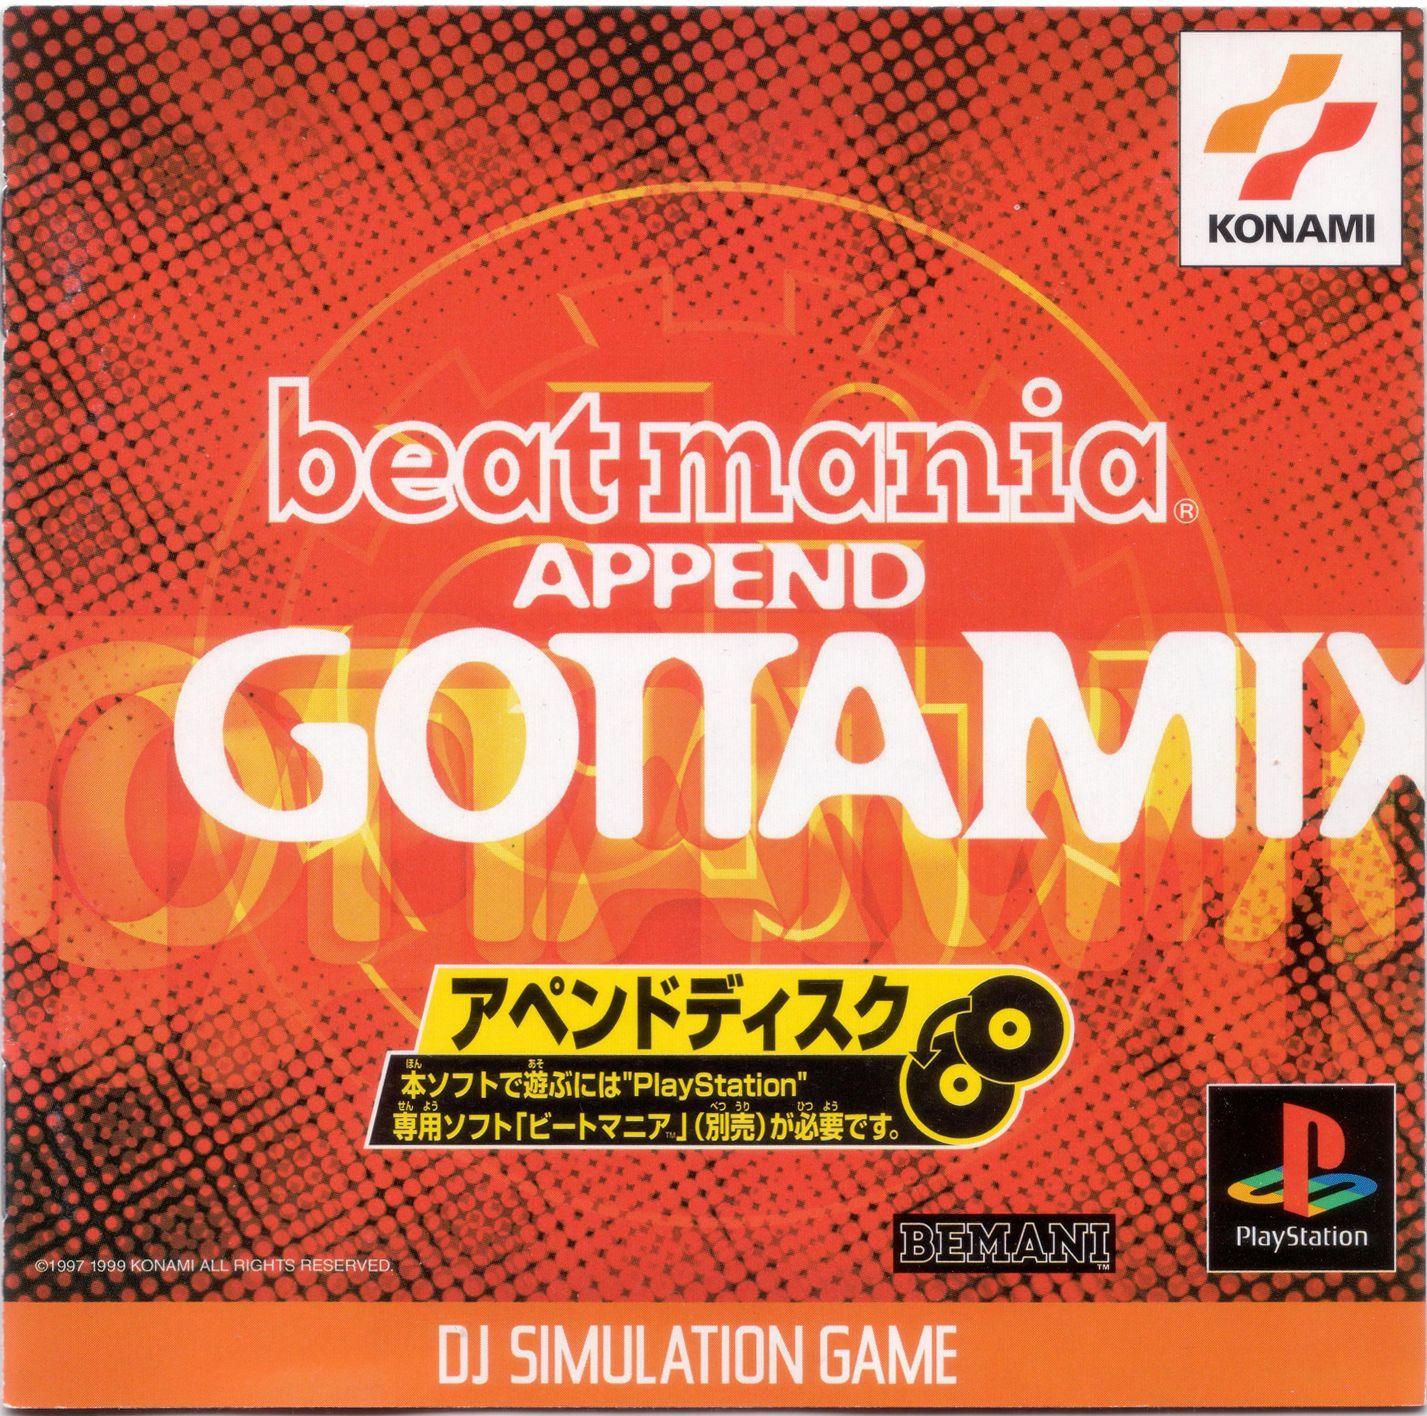 KONAMI
beatmania®
APPEND
GOTTAMIX
アペンドディスク
本ソフトで遊ぶには"PlayStation"
専用ソフト「ビートマニア™」(別売)が必要です。
BEMANI™
PlayStation
©1997 1999 KONAMI ALL RIGHTS RESERVED.
DJ SIMULATION GAME